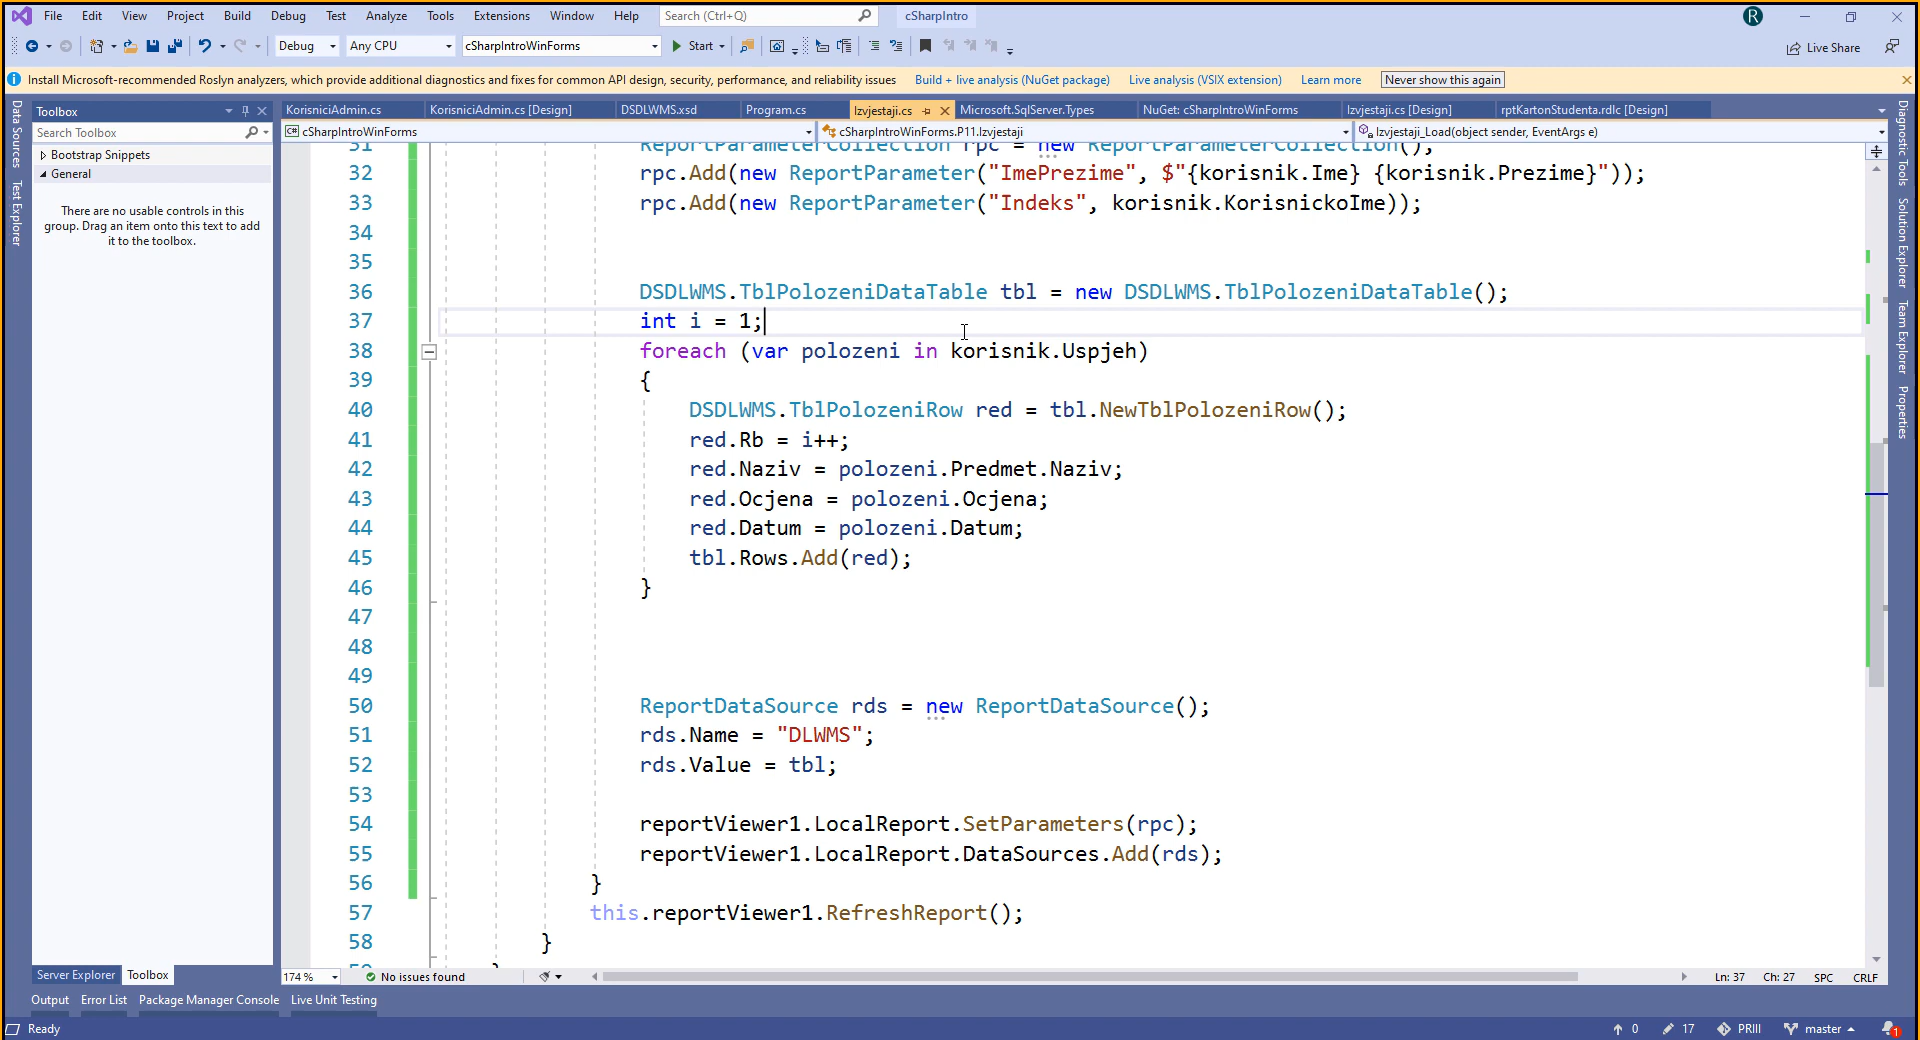 File Edit View Project Build Debug Test Analyze Tools Extensions Window Help Search (Ctrl+Q) cSharpIntro R
Debug Any CPU cSharpIntroWinForms Start Live Share
Install Microsoft-recommended Roslyn analyzers, which provide additional diagnostics and fixes for common API design, security, performance, and reliability issues Build + live analysis (NuGet package) Live analysis (VSIX extension) Learn more Never show this again
Data Sources
Test Explorer
Toolbox
Search Toolbox
Bootstrap Snippets
General
There are no usable controls in this
group. Drag an item onto this text to add
it to the toolbox.
Server Explorer Toolbox
KorisniciAdmin.cs KorisniciAdmin.cs [Design] DSDLWMS.xsd Program.cs Izvjestaji.cs Microsoft.SqlServer.Types NuGet: cSharpIntroWinForms Izvjestaji.cs [Design] rptKartonStudenta.rdlc [Design]
cSharpIntroWinForms cSharpIntroWinForms.P11.Izvjestaji Izvjestaji_Load(object sender, EventArgs e)
31 ReportParameterCollection rpc = new ReportParameterCollection();
32 rpc.Add(new ReportParameter("ImePrezime", $"{korisnik.Ime} {korisnik.Prezime}"));
33 rpc.Add(new ReportParameter("Indeks", korisnik.KorisnickoIme));
34
35
36 DSDLWMS.TblPolozeniDataTable tbl = new DSDLWMS.TblPolozeniDataTable();
37 int i = 1;
38 foreach (var polozeni in korisnik.Uspjeh)
39 {
40 DSDLWMS.TblPolozeniRow red = tbl.NewTblPolozeniRow();
41 red.Rb = i++;
42 red.Naziv = polozeni.Predmet.Naziv;
43 red.Ocjena = polozeni.Ocjena;
44 red.Datum = polozeni.Datum;
45 tbl.Rows.Add(red);
46 }
47
48
49
50 ReportDataSource rds = new ReportDataSource();
51 rds.Name = "DLWMS";
52 rds.Value = tbl;
53
54 reportViewer1.LocalReport.SetParameters(rpc);
55 reportViewer1.LocalReport.DataSources.Add(rds);
56 }
57 this.reportViewer1.RefreshReport();
58 }
59 }
174 % No issues found Ln: 37 Ch: 27 SPC CRLF
Diagnostic Tools
Solution Explorer
Team Explorer
Properties
Output Error List Package Manager Console Live Unit Testing
Ready 0 17 PRIII master 1